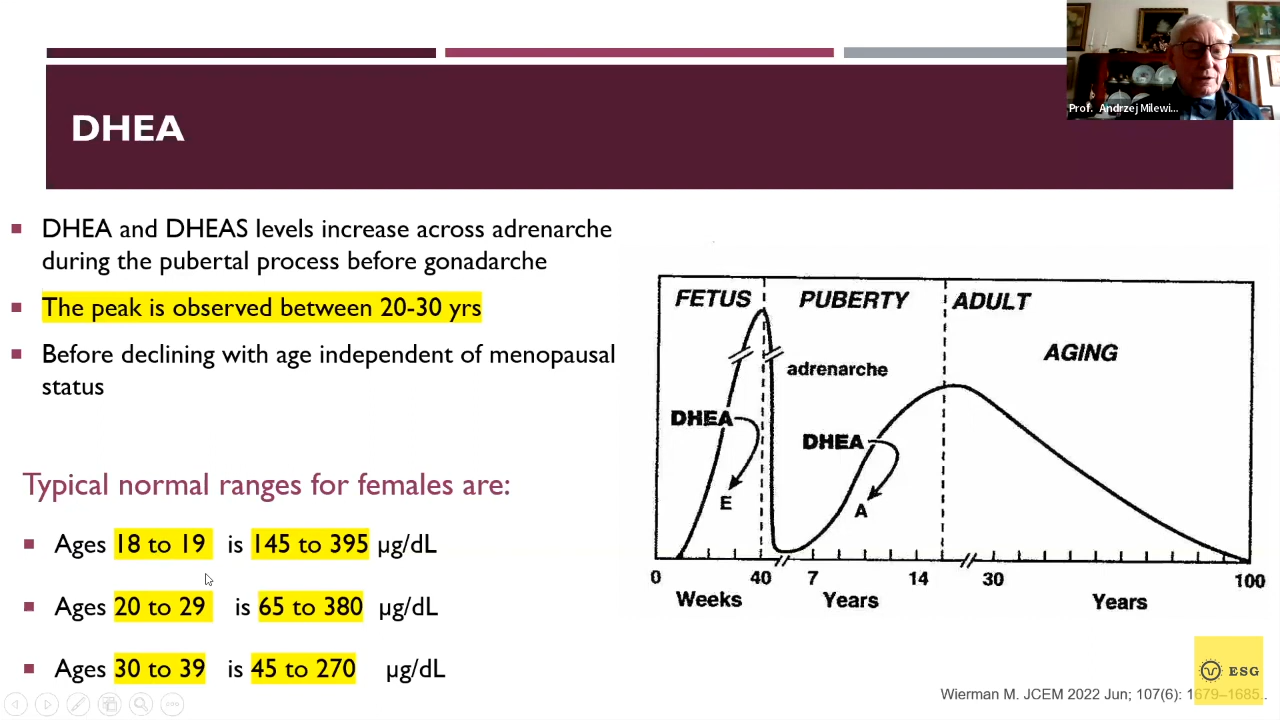 Prof. Andrzej Milewi...
DHEA
DHEA and DHEAS levels increase across adrenarche
during the pubertal process before gonadarche
The peak is observed between 20-30 yrs
Before declining with age independent of menopausal
status
Typical normal ranges for females are:
Ages 18 to 19 is 145 to 395 µg/dL
Ages 20 to 29 is 65 to 380 µg/dL
Ages 30 to 39 is 45 to 270 µg/dL
FETUS PUBERTY ADULT
AGING
adrenarche
DHEA
DHEA
E
A
0 40 7 14 30 100
Weeks Years Years
ESG
Wierman M. JCEM 2022 Jun; 107(6): 1679–1685..